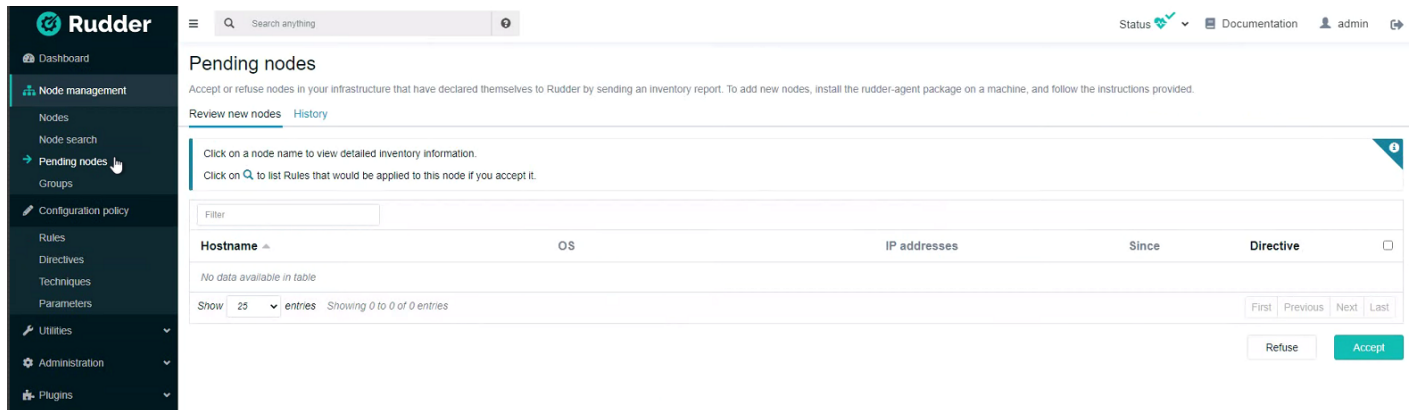 Rudder
Search anything
Status
Documentation
admin
Dashboard
Node management
Nodes
Node search
Pending nodes
Groups
Configuration policy
Rules
Directives
Techniques
Parameters
Utilities
Administration
Plugins
Pending nodes
Accept or refuse nodes in your infrastructure that have declared themselves to Rudder by sending an inventory report. To add new nodes, install the rudder-agent package on a machine, and follow the instructions provided.
Review new nodes History
Click on a node name to view detailed inventory information.
Click on to list Rules that would be applied to this node if you accept it.
Filter
Hostname OS IP addresses Since Directive
No data available in table
Show 25 entries Showing 0 to 0 of 0 entries
First Previous Next Last
Refuse Accept